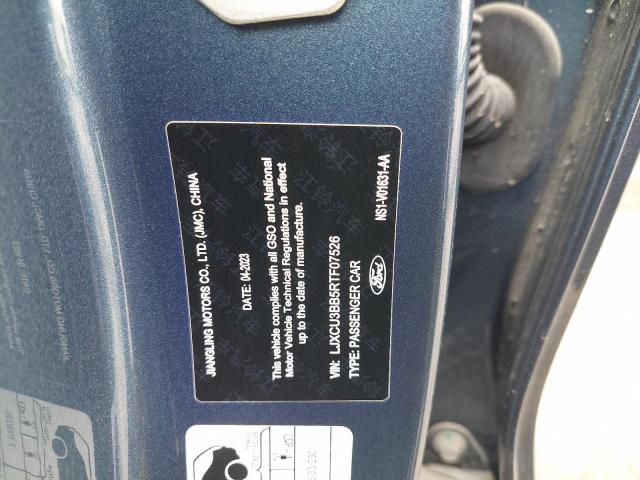 JIANGLING MOTORS CO., LTD. (JMC), CHINA
DATE: 04-2023
This vehicle complies with all GSO and National
Motor Vehicle Technical Regulations in effect
up to the date of manufacture.
VIN: LJXCU3BB5RTF07526
TYPE: PASSENGER CAR
Ford
NS1-V01631-AA